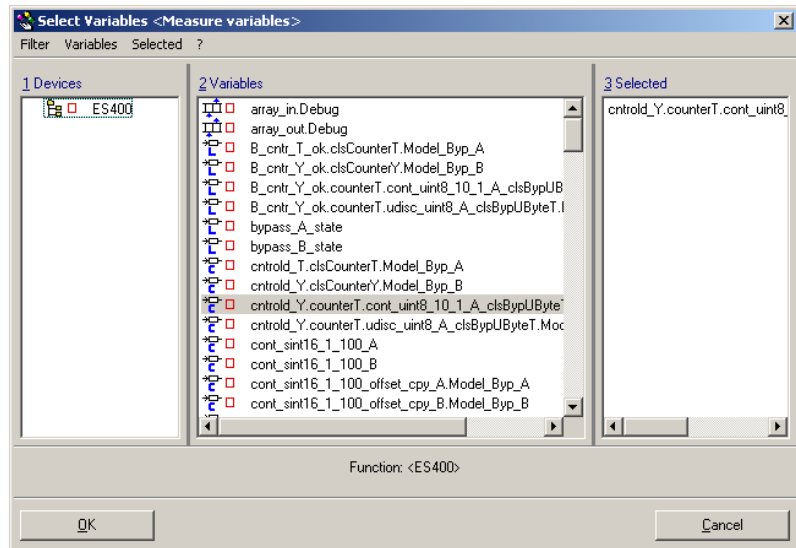 Select Variables <Measure variables>
Filter Variables Selected ?
1 Devices
ES400
2 Variables
array_in.Debug
array_out.Debug
B_cntr_T_ok.clsCounterT.Model_Byp_A
B_cntr_Y_ok.clsCounterY.Model_Byp_B
B_cntr_Y_ok.counterT.cont_uint8_10_1_A_clsBypUB
B_cntr_Y_ok.counterT.udisc_uint8_A_clsBypUByteT.I
bypass_A_state
bypass_B_state
cntrold_T.clsCounterT.Model_Byp_A
cntrold_Y.clsCounterY.Model_Byp_B
cntrold_Y.counterT.cont_uint8_10_1_A_clsBypUByte
cntrold_Y.counterT.udisc_uint8_A_clsBypUByteT.Moc
cont_sint16_1_100_A
cont_sint16_1_100_B
cont_sint16_1_100_offset_cpy_A.Model_Byp_A
cont_sint16_1_100_offset_cpy_B.Model_Byp_B
3 Selected
cntrold_Y.counterT.cont_uint8_
Function: <ES400>
OK
Cancel